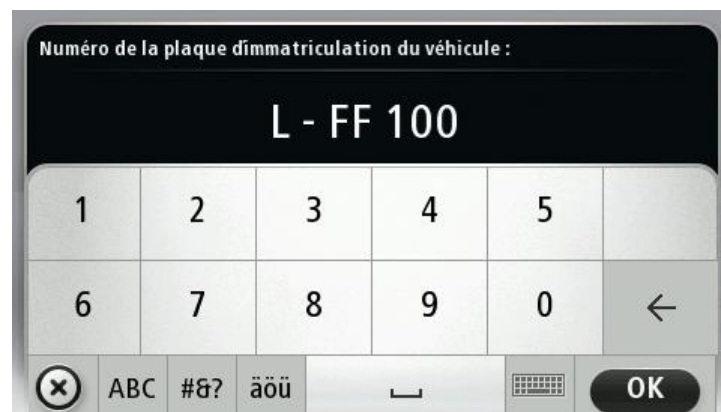 Numéro de la plaque d'immatriculation du véhicule :
L - FF 100
1 2 3 4 5
6 7 8 9 0 ←
ABC #&? äöü OK